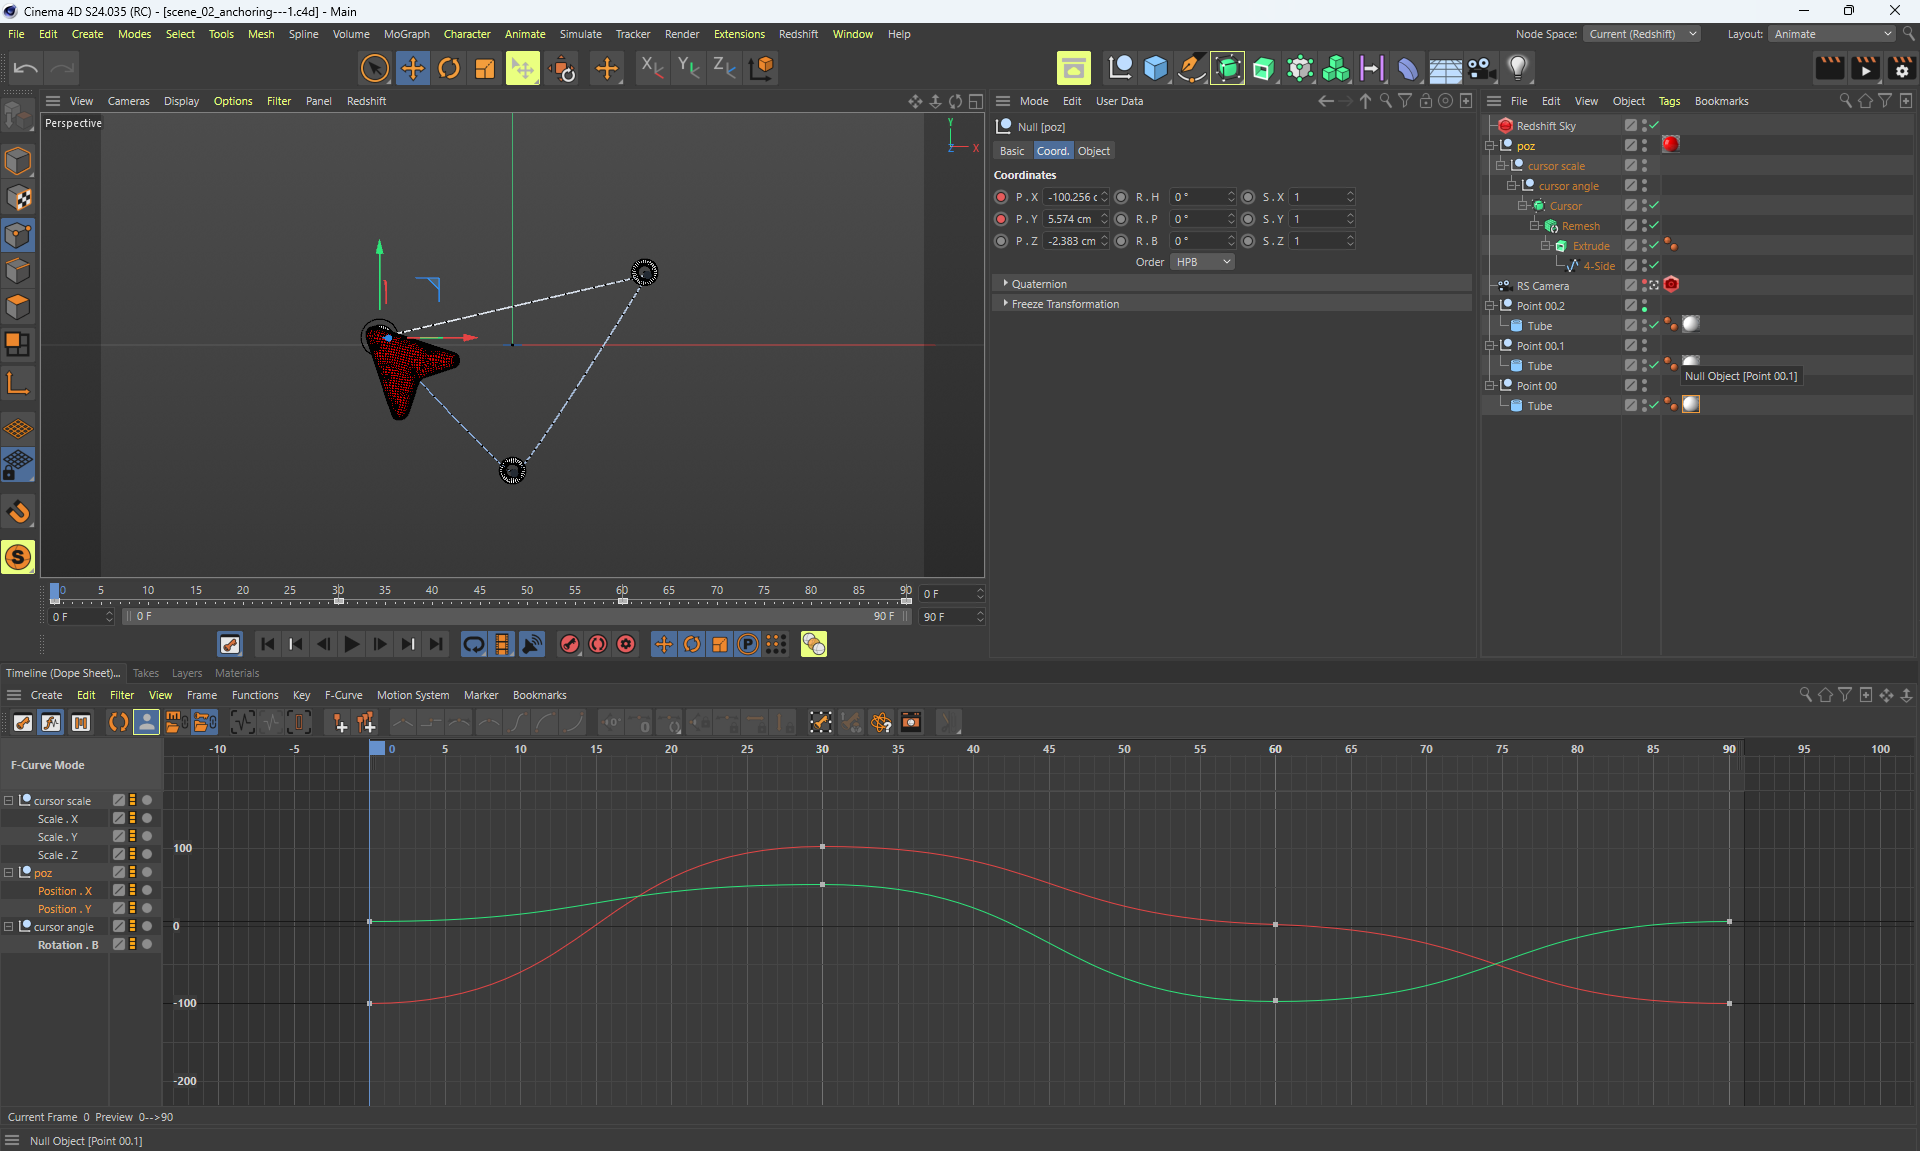 Cinema 4D S24.035 (RC) - [scene_02_anchoring---1.c4d] - Main
File Edit Create Modes Select Tools Mesh Spline Volume MoGraph Character Animate Simulate Tracker Render Extensions Redshift Window Help
Node Space: Current (Redshift) Layout: Animate
X Y Z
View Cameras Display Options Filter Panel Redshift
Perspective
Y
Z X
0 5 10 15 20 25 30 35 40 45 50 55 60 65 70 75 80 85 90
0 F
0 F 0 F 90 F 90 F
Mode Edit User Data
Null [poz]
Basic Coord. Object
Coordinates
P . X -100.256 c R . H 0 ° S . X 1
P . Y 5.574 cm R . P 0 ° S . Y 1
P . Z -2.383 cm R . B 0 ° S . Z 1
Order HPB
Quaternion
Freeze Transformation
File Edit View Object Tags Bookmarks
Redshift Sky
poz
cursor scale
cursor angle
Cursor
Remesh
Extrude
4-Side
RS Camera
Point 00.2
Tube
Point 00.1
Tube
Null Object [Point 00.1]
Point 00
Tube
S
P
Timeline (Dope Sheet)... Takes Layers Materials
Create Edit Filter View Frame Functions Key F-Curve Motion System Marker Bookmarks
F-Curve Mode
-10 -5 0 5 10 15 20 25 30 35 40 45 50 55 60 65 70 75 80 85 90 95 100
cursor scale
Scale . X
Scale . Y
Scale . Z
poz
Position . X
Position . Y
cursor angle
Rotation . B
100
0
-100
-200
Current Frame 0 Preview 0-->90
Null Object [Point 00.1]